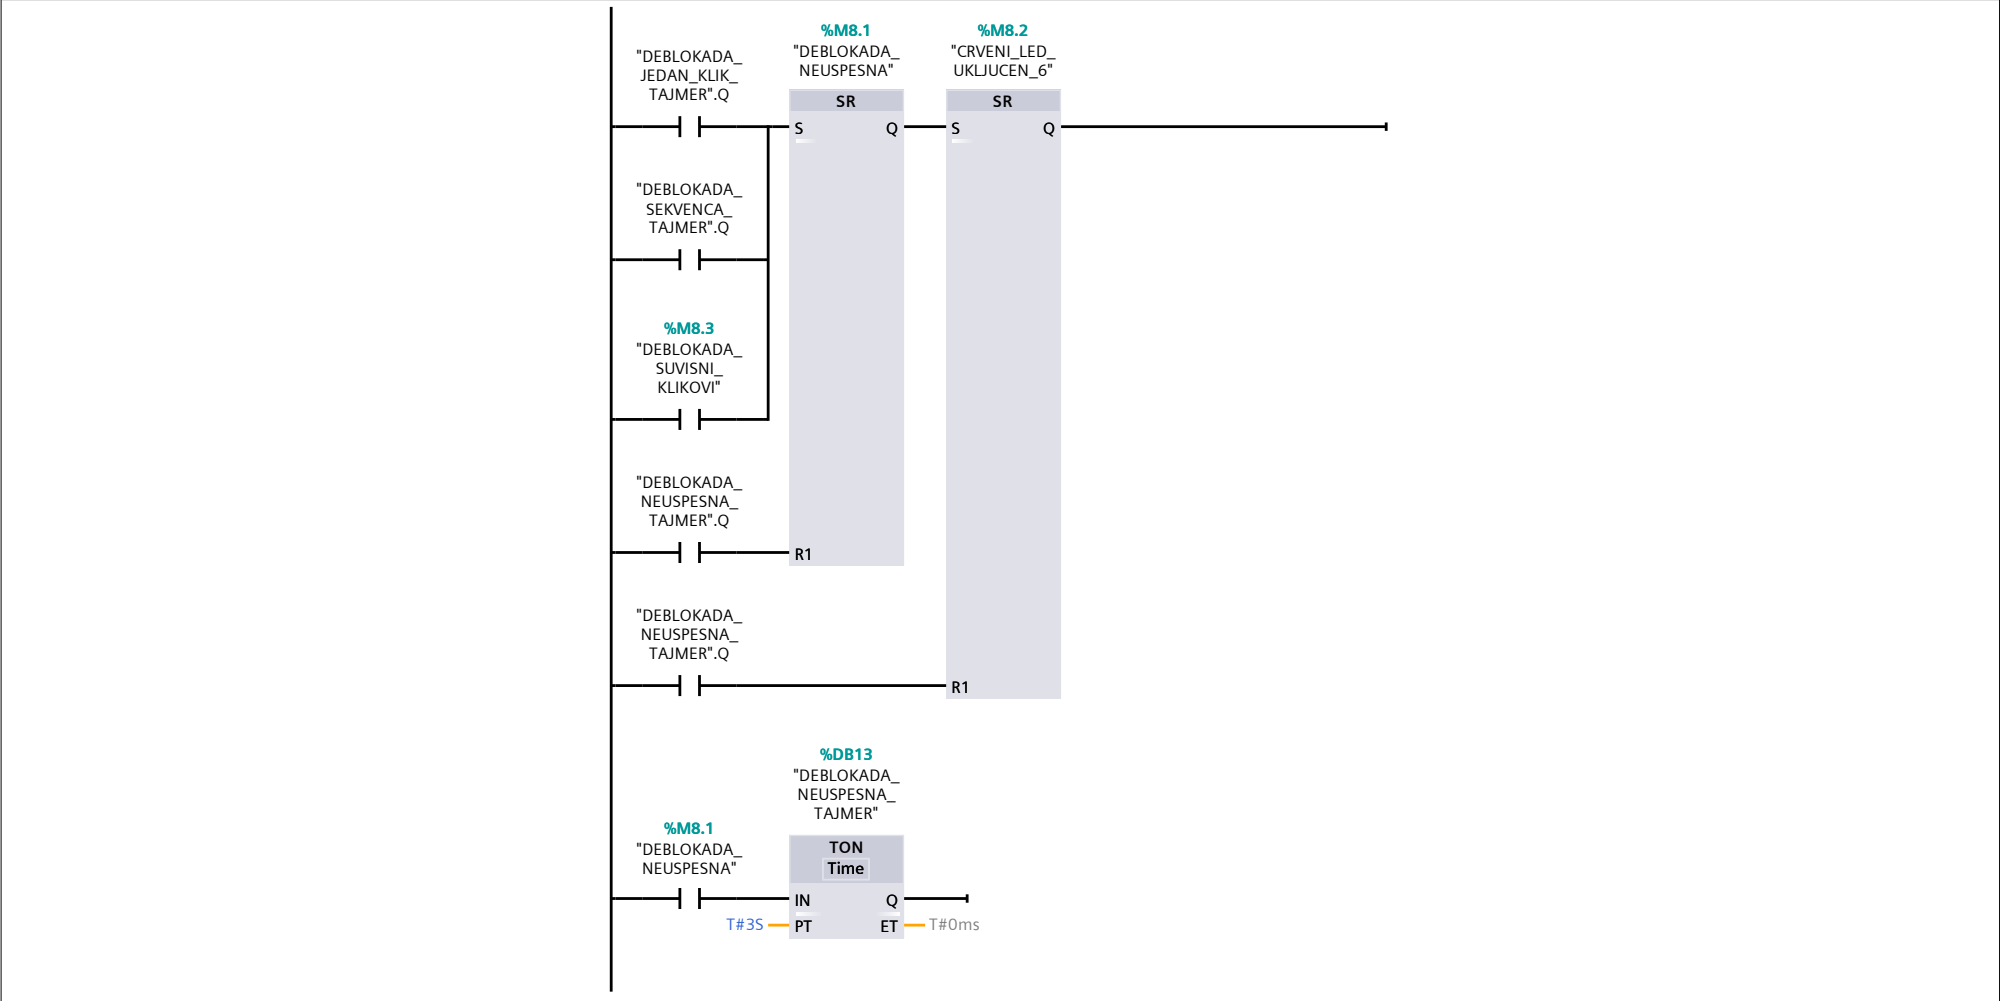 %M8.1
"DEBLOKADA_
NEUSPESNA"
%M8.2
"CRVENI_LED_
UKLJUCEN_6"
"DEBLOKADA_
JEDAN_KLIK_
TAJMER".Q
SR
SR
S
Q
S
Q
"DEBLOKADA_
SEKVENCA_
TAJMER".Q
%M8.3
"DEBLOKADA_
SUVISNI_
KLIKOVI"
"DEBLOKADA_
NEUSPESNA_
TAJMER".Q
R1
"DEBLOKADA_
NEUSPESNA_
TAJMER".Q
R1
%DB13
"DEBLOKADA_
NEUSPESNA_
TAJMER"
%M8.1
"DEBLOKADA_
NEUSPESNA"
TON
Time
IN
Q
T#3S
PT
ET
T#0ms